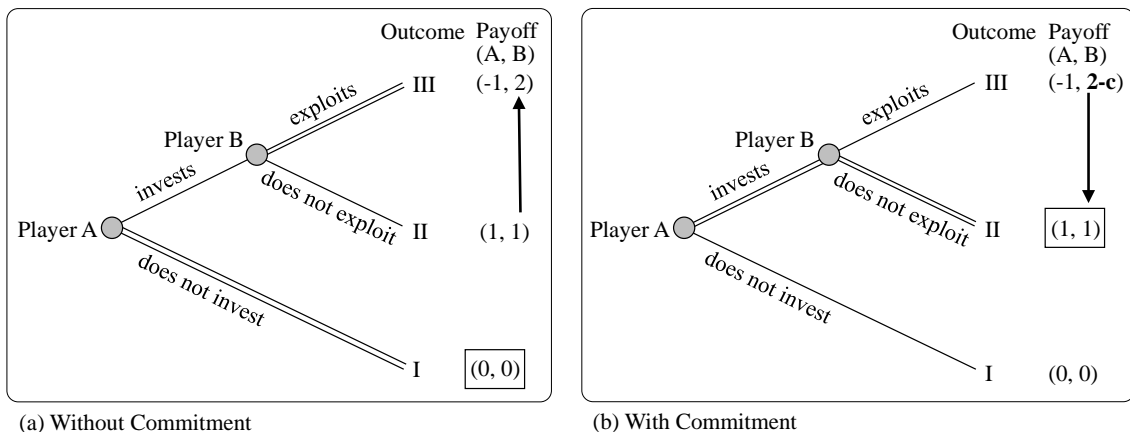 Outcome Payoff
(A, B)
III (-1, 2)
exploits
Player B
invests
does not exploit
Player A
II (1, 1)
does not invest
I (0, 0)
(a) Without Commitment
Outcome Payoff
(A, B)
III (-1, 2-c)
exploits
Player B
invests
does not exploit
Player A
II (1, 1)
does not invest
I (0, 0)
(b) With Commitment